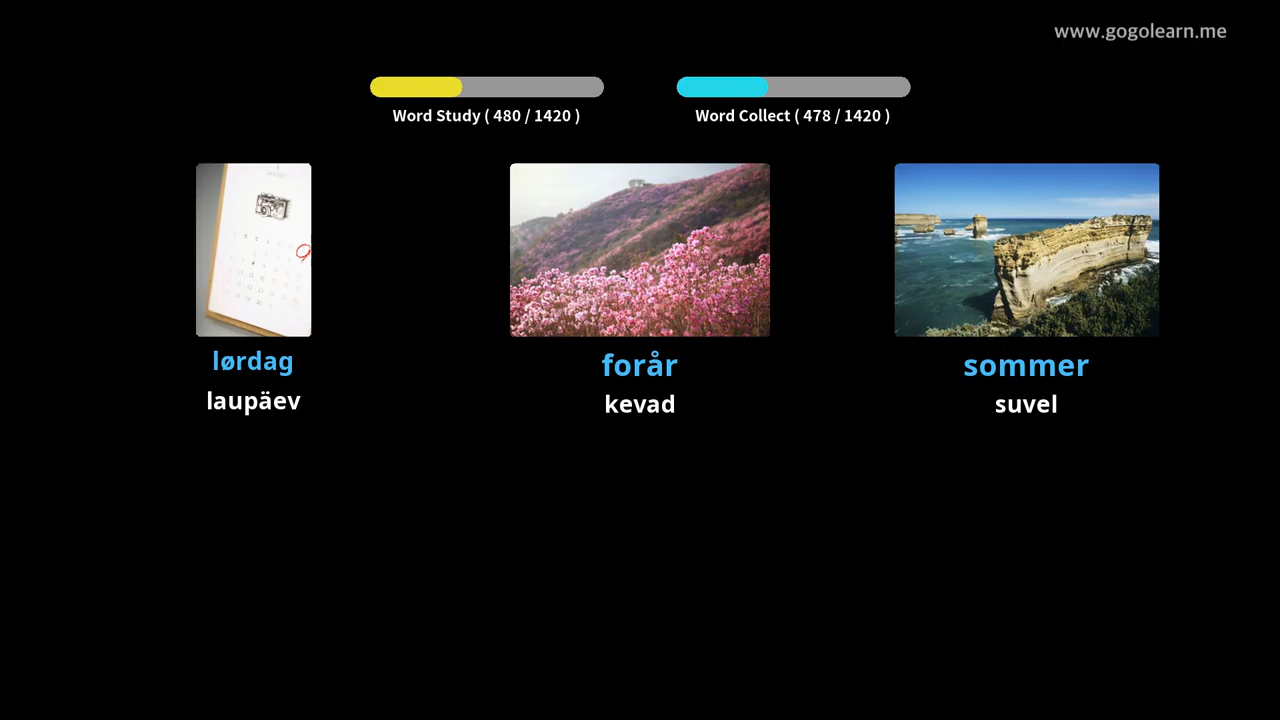 www.gogolearn.me
Word Study ( 480 / 1420 )
Word Collect ( 478 / 1420 )
lørdag
laupäev
forår
kevad
sommer
suvel